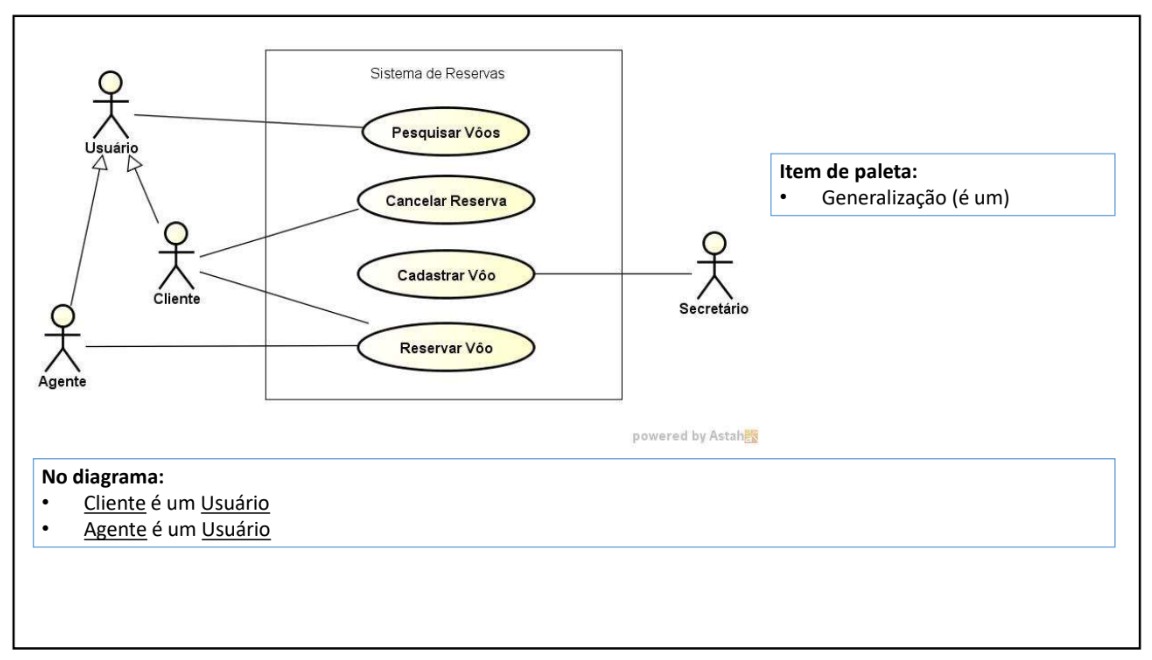 Sistema de Reservas
Usuário
Pesquisar Vôos
Cancelar Reserva
Cliente
Cadastrar Vôo
Secretário
Agente
Reservar Vôo
Item de paleta:
• Generalização (é um)
powered by Astah
No diagrama:
• Cliente é um Usuário
• Agente é um Usuário